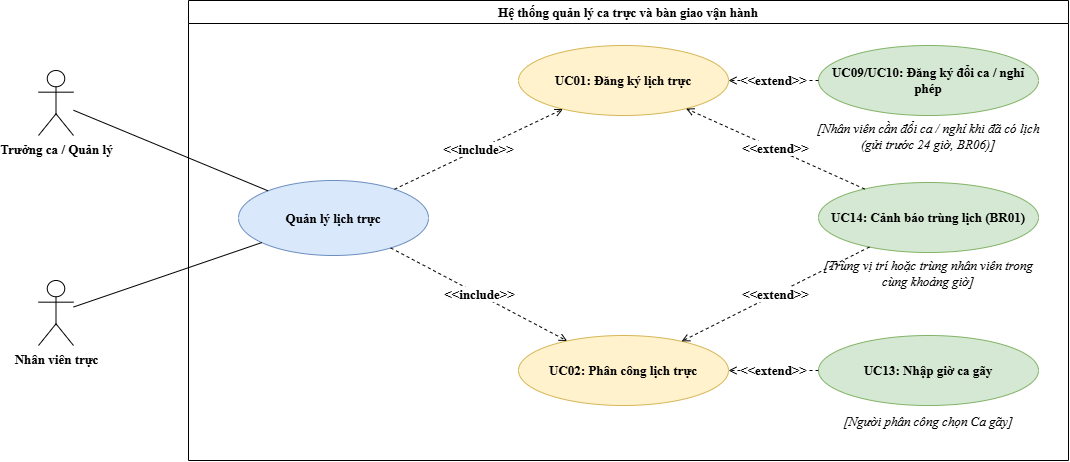 Hệ thống quản lý ca trực và bàn giao vận hành
Trưởng ca / Quản lý
Nhân viên trực
Quản lý lịch trực
<<include>>
<<include>>
UC01: Đăng ký lịch trực
UC02: Phân công lịch trực
<<extend>>
<<extend>>
<<extend>>
<<extend>>
UC09/UC10: Đăng ký đổi ca / nghỉ
phép
[Nhân viên cần đổi ca / nghỉ khi đã có lịch
(gửi trước 24 giờ, BR06)]
UC14: Cảnh báo trùng lịch (BR01)
[Trùng vị trí hoặc trùng nhân viên trong
cùng khoảng giờ]
UC13: Nhập giờ ca gãy
[Người phân công chọn Ca gãy]